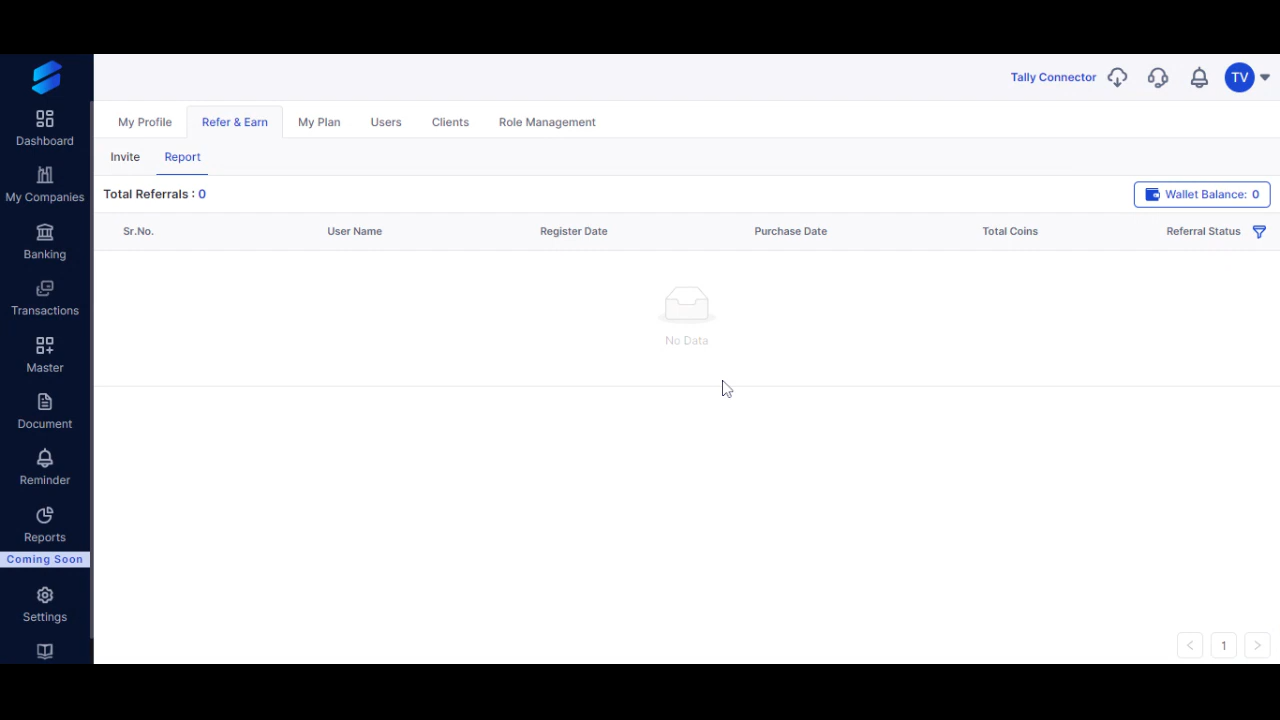 Tally Connector TV
Dashboard
My Companies
Banking
Transactions
Master
Document
Reminder
Reports
Coming Soon
Settings
My Profile Refer & Earn My Plan Users Clients Role Management
Invite Report
Total Referrals : 0 Wallet Balance: 0
Sr.No. User Name Register Date Purchase Date Total Coins Referral Status
No Data
< 1 >